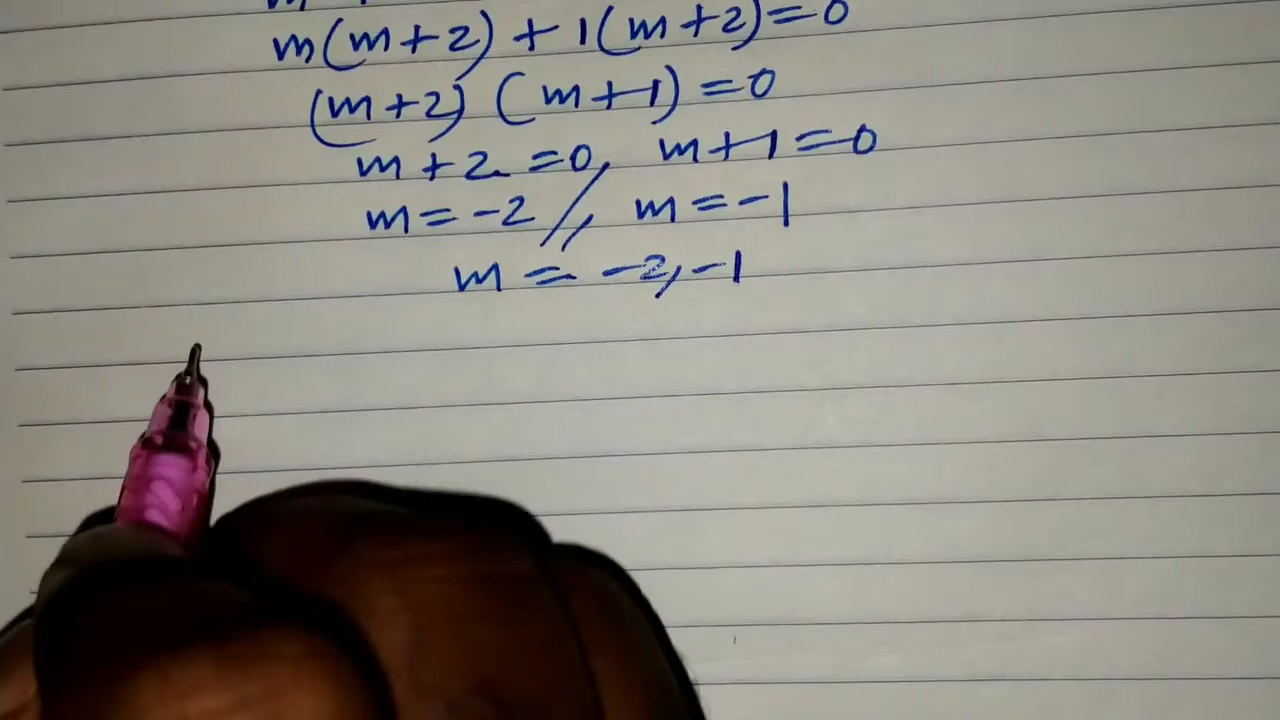 m(m+2) + 1(m+2)=0
(m+2) (m+1) =0
m+2 =0, m+1=0
m=-2 //, m=-1
m = -2,-1